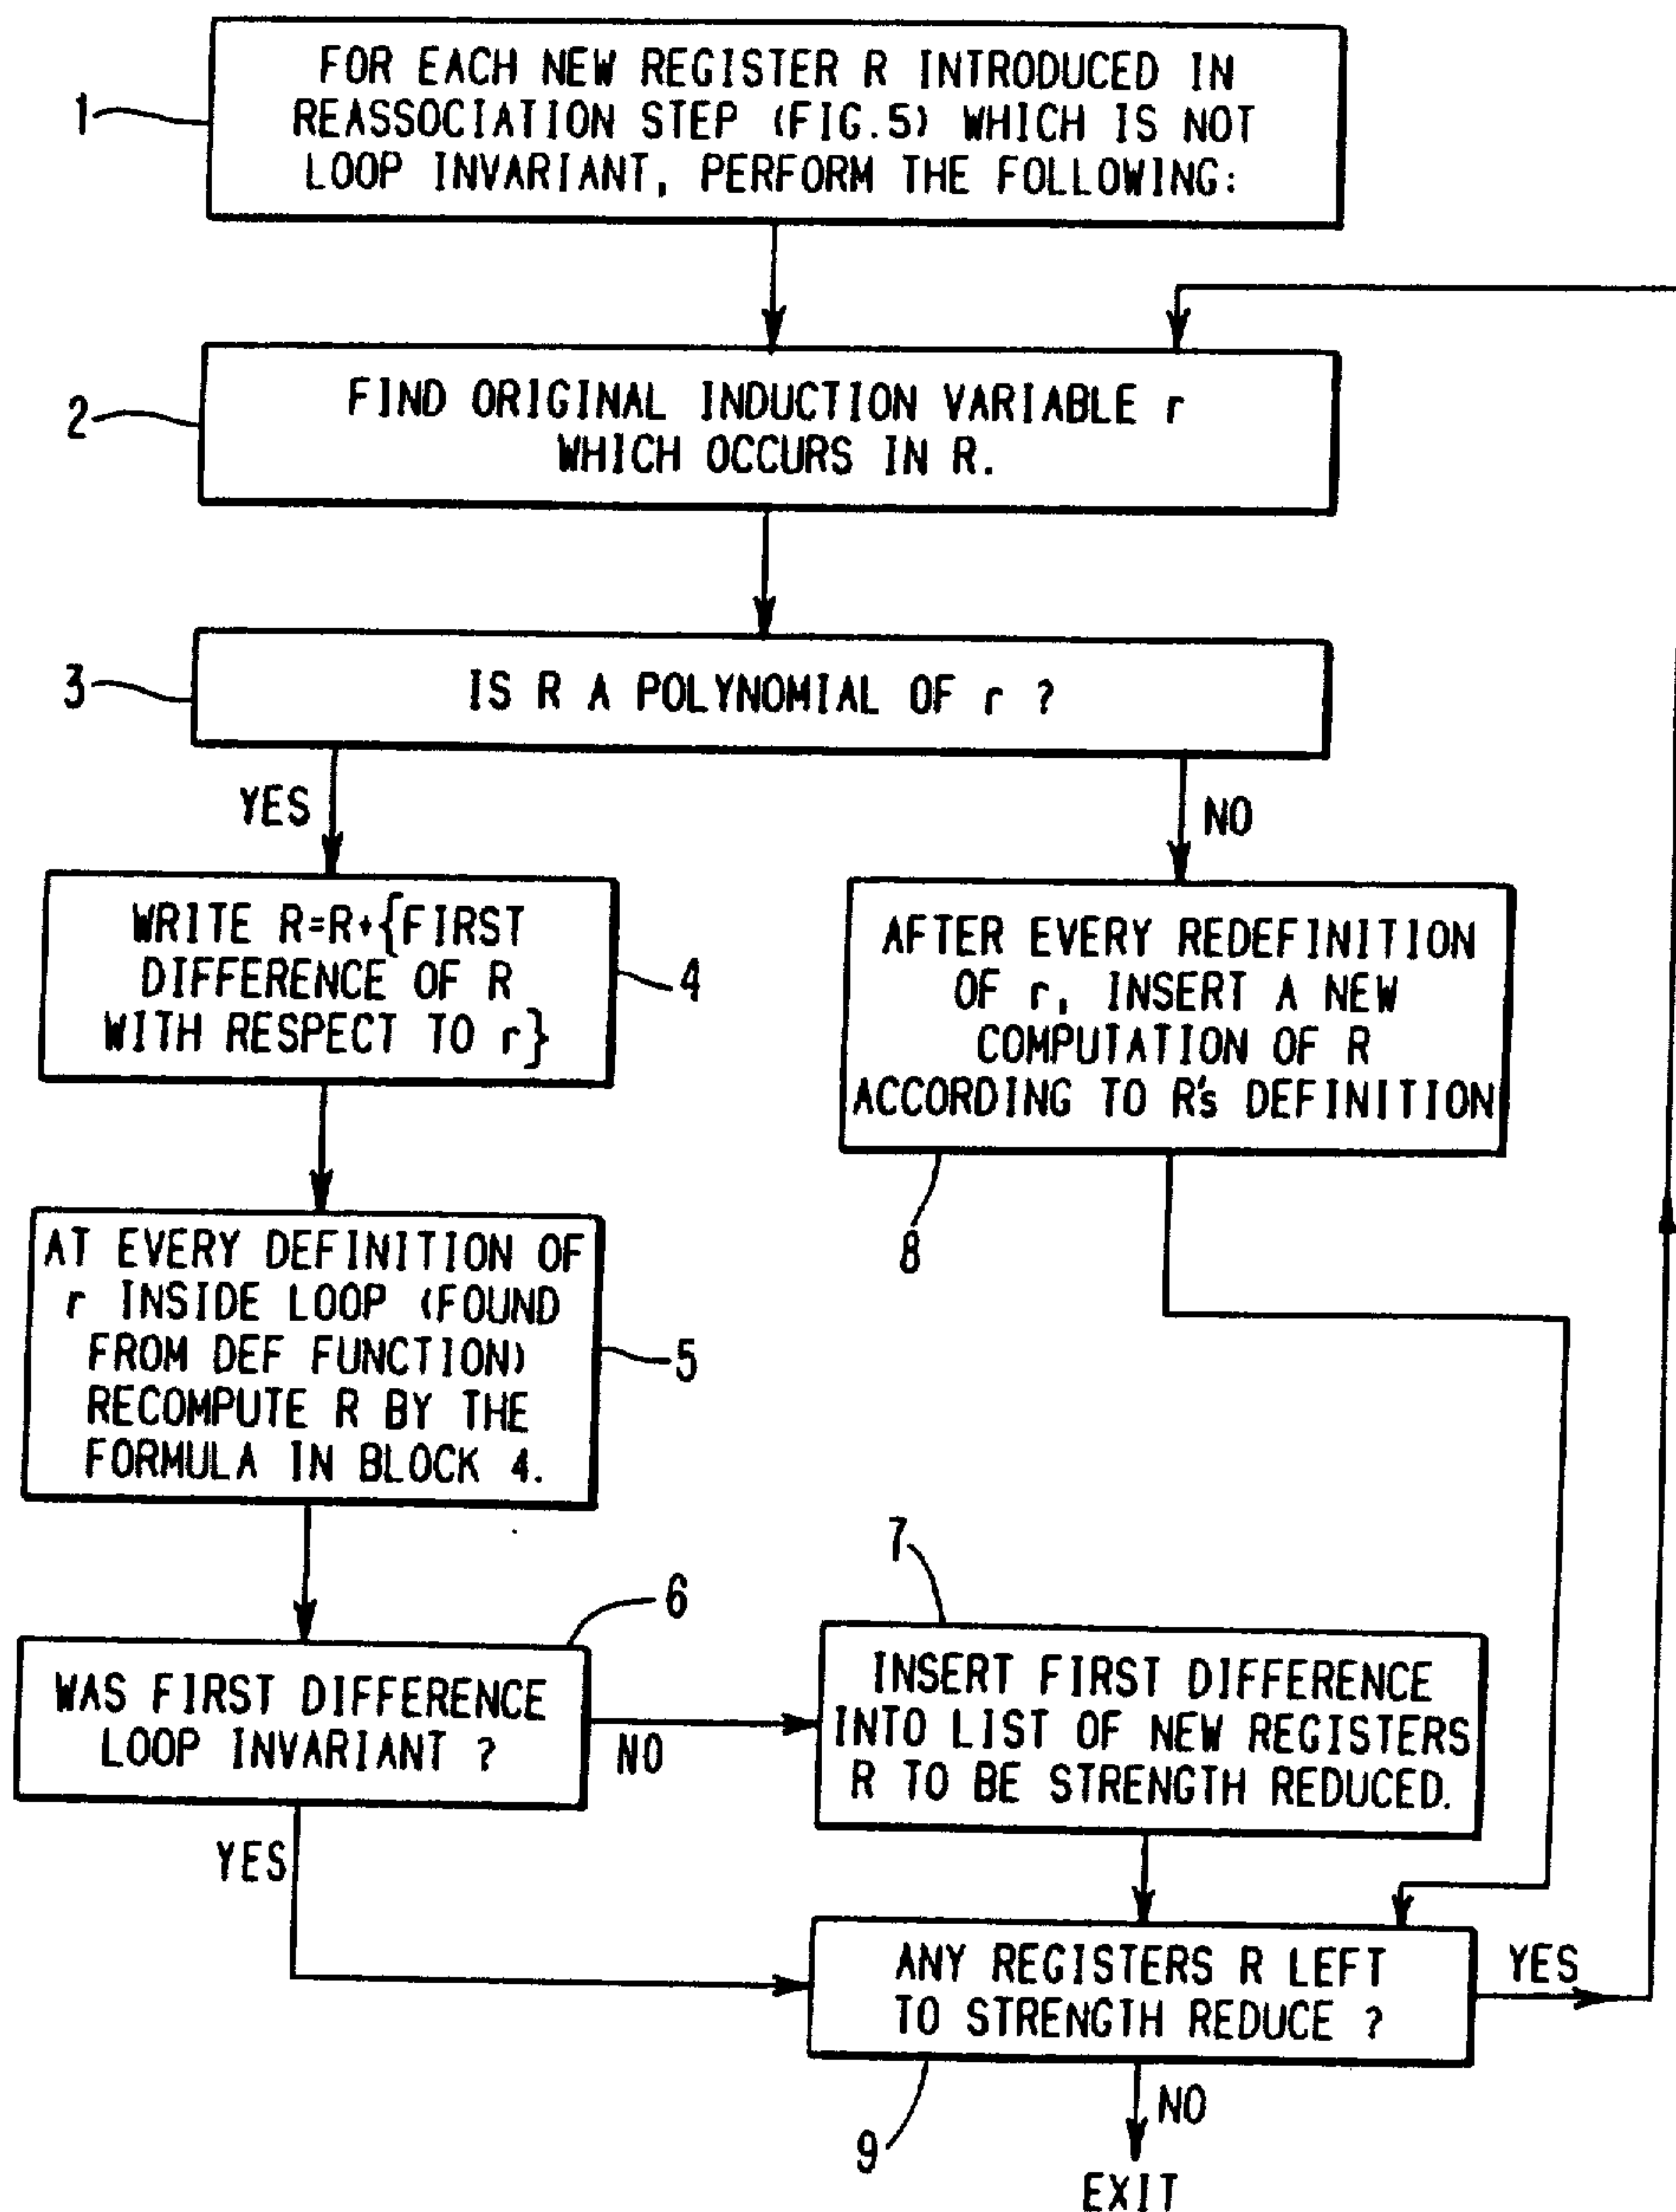 FOR EACH NEW REGISTER R INTRODUCED IN
REASSOCIATION STEP (FIG.5) WHICH IS NOT
LOOP INVARIANT, PERFORM THE FOLLOWING:
1
FIND ORIGINAL INDUCTION VARIABLE r
WHICH OCCURS IN R.
2
IS R A POLYNOMIAL OF r ?
3
YES
NO
WRITE R=R+{FIRST
DIFFERENCE OF R
WITH RESPECT TO r}
4
AFTER EVERY REDEFINITION
OF r, INSERT A NEW
COMPUTATION OF R
ACCORDING TO R's DEFINITION
8
AT EVERY DEFINITION OF
r INSIDE LOOP (FOUND
FROM DEF FUNCTION)
RECOMPUTE R BY THE
FORMULA IN BLOCK 4.
5
6
WAS FIRST DIFFERENCE
LOOP INVARIANT ?
NO
YES
7
INSERT FIRST DIFFERENCE
INTO LIST OF NEW REGISTERS
R TO BE STRENGTH REDUCED.
ANY REGISTERS R LEFT
TO STRENGTH REDUCE ?
YES
9
NO
EXIT